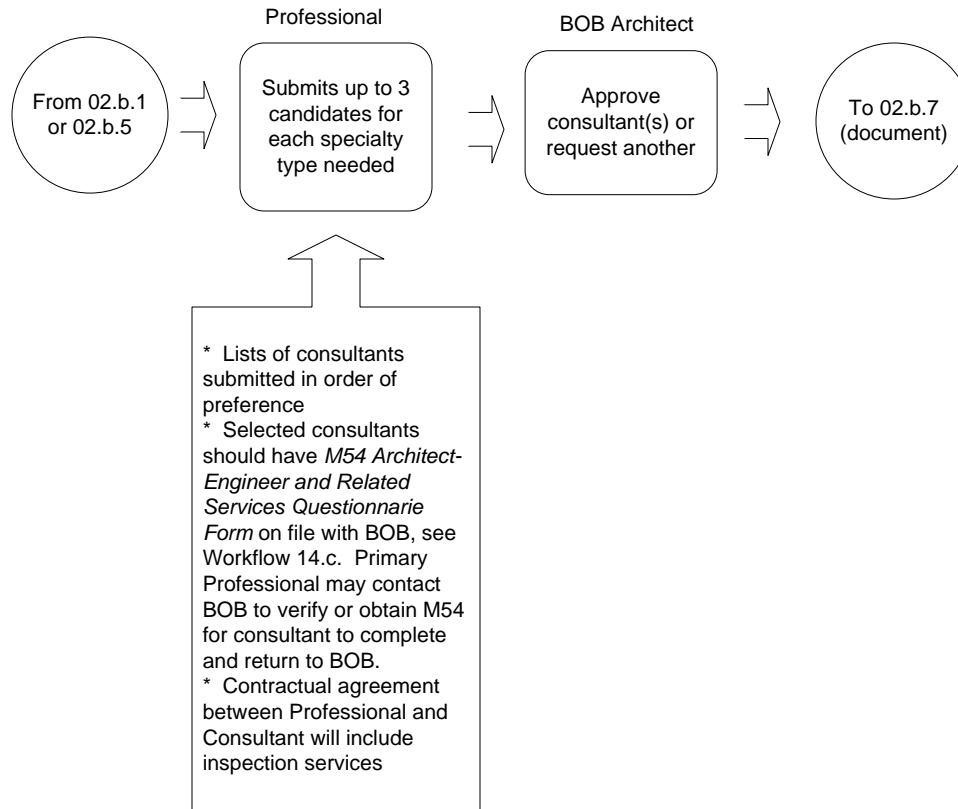 Professional
BOB Architect
From 02.b.1
or 02.b.5
Submits up to 3
candidates for
each specialty
type needed
Approve
consultant(s) or
request another
To 02.b.7
(document)
* Lists of consultants
submitted in order of
preference
* Selected consultants
should have M54 Architect-
Engineer and Related
Services Questionnarie
Form on file with BOB, see
Workflow 14.c. Primary
Professional may contact
BOB to verify or obtain M54
for consultant to complete
and return to BOB.
* Contractual agreement
between Professional and
Consultant will include
inspection services